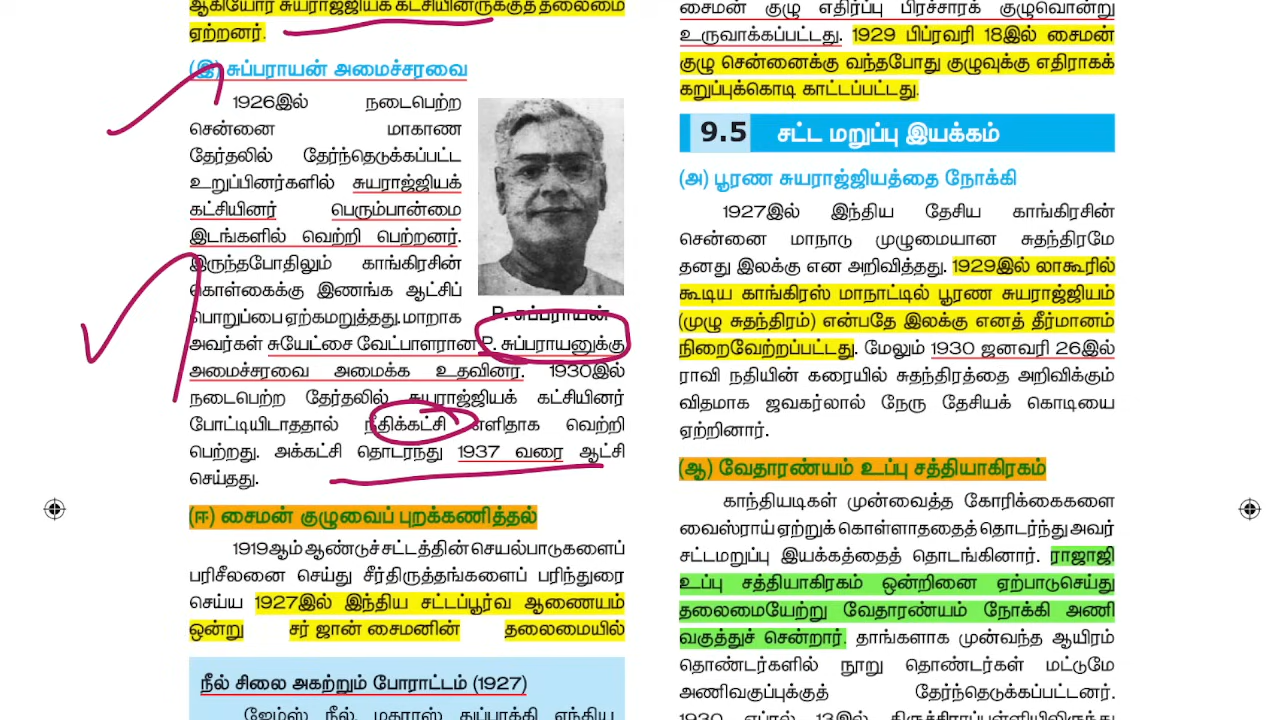 ஆகியோர் சுயராஜ்ஜியக் கட்சியினருக்குத் தலைமை
ஏற்றனர்.
(இ) சுப்பராயன் அமைச்சரவை
1926இல் நடைபெற்ற
சென்னை மாகாண
தேர்தலில் தேர்ந்தெடுக்கப்பட்ட
உறுப்பினர்களில் சுயராஜ்ஜியக்
கட்சியினர் பெரும்பான்மை
இடங்களில் வெற்றி பெற்றனர்.
இருந்தபோதிலும் காங்கிரசின்
கொள்கைக்கு இணங்க ஆட்சிப்
பொறுப்பை ஏற்கமறுத்தது. மாறாக
அவர்கள் சுயேட்சை வேட்பாளரான P. சுப்பராயனுக்கு
அமைச்சரவை அமைக்க உதவினர். 1930இல்
நடைபெற்ற தேர்தலில் சுயராஜ்ஜியக் கட்சியினர்
போட்டியிடாததால் நீதிக்கட்சி எளிதாக வெற்றி
பெற்றது. அக்கட்சி தொடர்ந்து 1937 வரை ஆட்சி
செய்தது.
P. சுப்பராயன்
(ஈ) சைமன் குழுவைப் புறக்கணித்தல்
1919ஆம் ஆண்டுச் சட்டத்தின் செயல்பாடுகளைப்
பரிசீலனை செய்து சீர்திருத்தங்களைப் பரிந்துரை
செய்ய 1927இல் இந்திய சட்டப்பூர்வ ஆணையம்
ஒன்று சர் ஜான் சைமனின் தலைமையில்
நீல் சிலை அகற்றும் போராட்டம் (1927)
ஜேம்ஸ் நீல், மதராஸ் துப்பாக்கி ஏந்திய
சைமன் குழு எதிர்ப்பு பிரச்சாரக் குழுவொன்று
உருவாக்கப்பட்டது. 1929 பிப்ரவரி 18இல் சைமன்
குழு சென்னைக்கு வந்தபோது குழுவுக்கு எதிராகக்
கறுப்புக்கொடி காட்டப்பட்டது.
9.5 சட்ட மறுப்பு இயக்கம்
(அ) பூரண சுயராஜ்ஜியத்தை நோக்கி
1927இல் இந்திய தேசிய காங்கிரசின்
சென்னை மாநாடு முழுமையான சுதந்திரமே
தனது இலக்கு என அறிவித்தது. 1929இல் லாகூரில்
கூடிய காங்கிரஸ் மாநாட்டில் பூரண சுயராஜ்ஜியம்
(முழு சுதந்திரம்) என்பதே இலக்கு எனத் தீர்மானம்
நிறைவேற்றப்பட்டது. மேலும் 1930 ஜனவரி 26இல்
ராவி நதியின் கரையில் சுதந்திரத்தை அறிவிக்கும்
விதமாக ஜவகர்லால் நேரு தேசியக் கொடியை
ஏற்றினார்.
(ஆ) வேதாரண்யம் உப்பு சத்தியாகிரகம்
காந்தியடிகள் முன்வைத்த கோரிக்கைகளை
வைஸ்ராய் ஏற்றுக் கொள்ளாததைத் தொடர்ந்து அவர்
சட்டமறுப்பு இயக்கத்தைத் தொடங்கினார். ராஜாஜி
உப்பு சத்தியாகிரகம் ஒன்றினை ஏற்பாடுசெய்து
தலைமையேற்று வேதாரண்யம் நோக்கி அணி
வகுத்துச் சென்றார். தாங்களாக முன்வந்த ஆயிரம்
தொண்டர்களில் நூறு தொண்டர்கள் மட்டுமே
அணிவகுப்புக்குத் தேர்ந்தெடுக்கப்பட்டனர்.
1930 ஏப்ரல் 13இல் திருச்சிராப்பள்ளியிலிருந்து